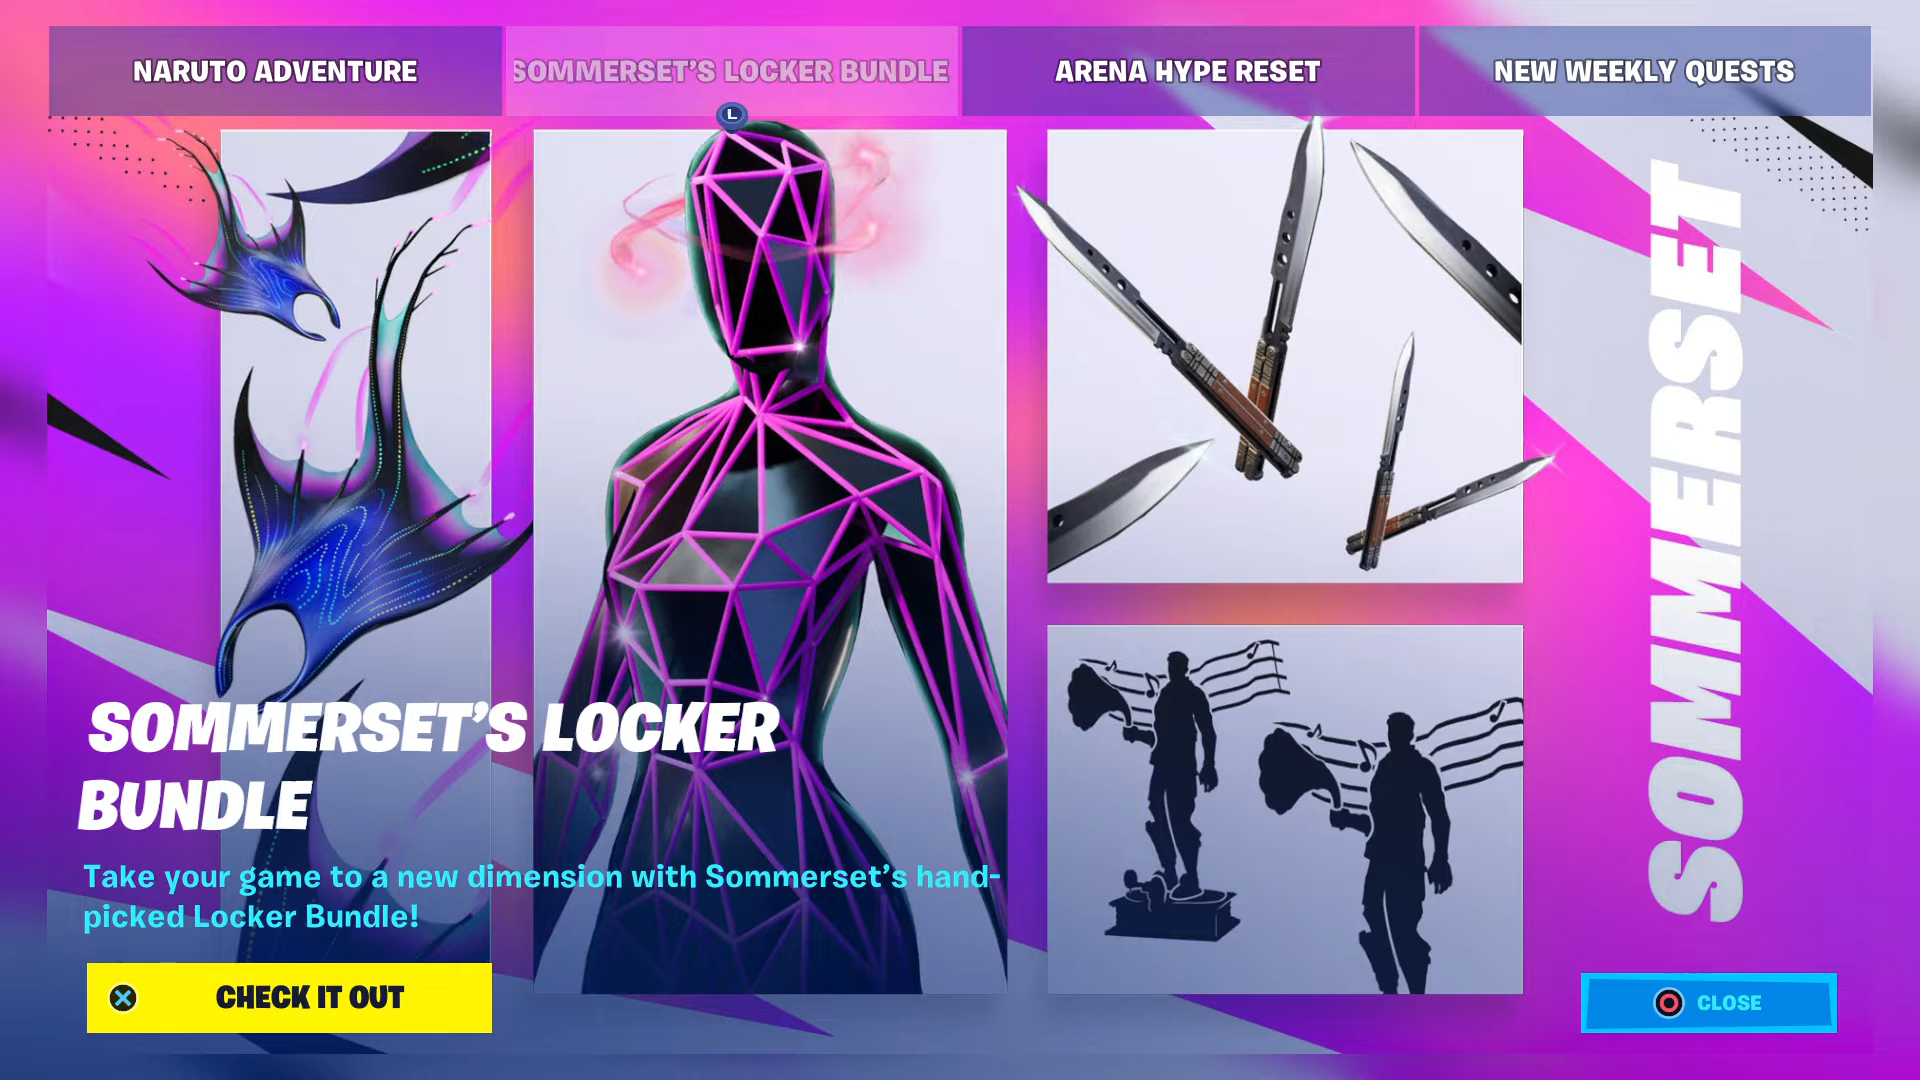 NARUTO ADVENTURE
SOMMERSET'S LOCKER BUNDLE
ARENA HYPE RESET
NEW WEEKLY QUESTS
L
SOMMERSET
SOMMERSET'S LOCKER
BUNDLE
Take your game to a new dimension with Sommerset's hand-
picked Locker Bundle!
CHECK IT OUT
CLOSE